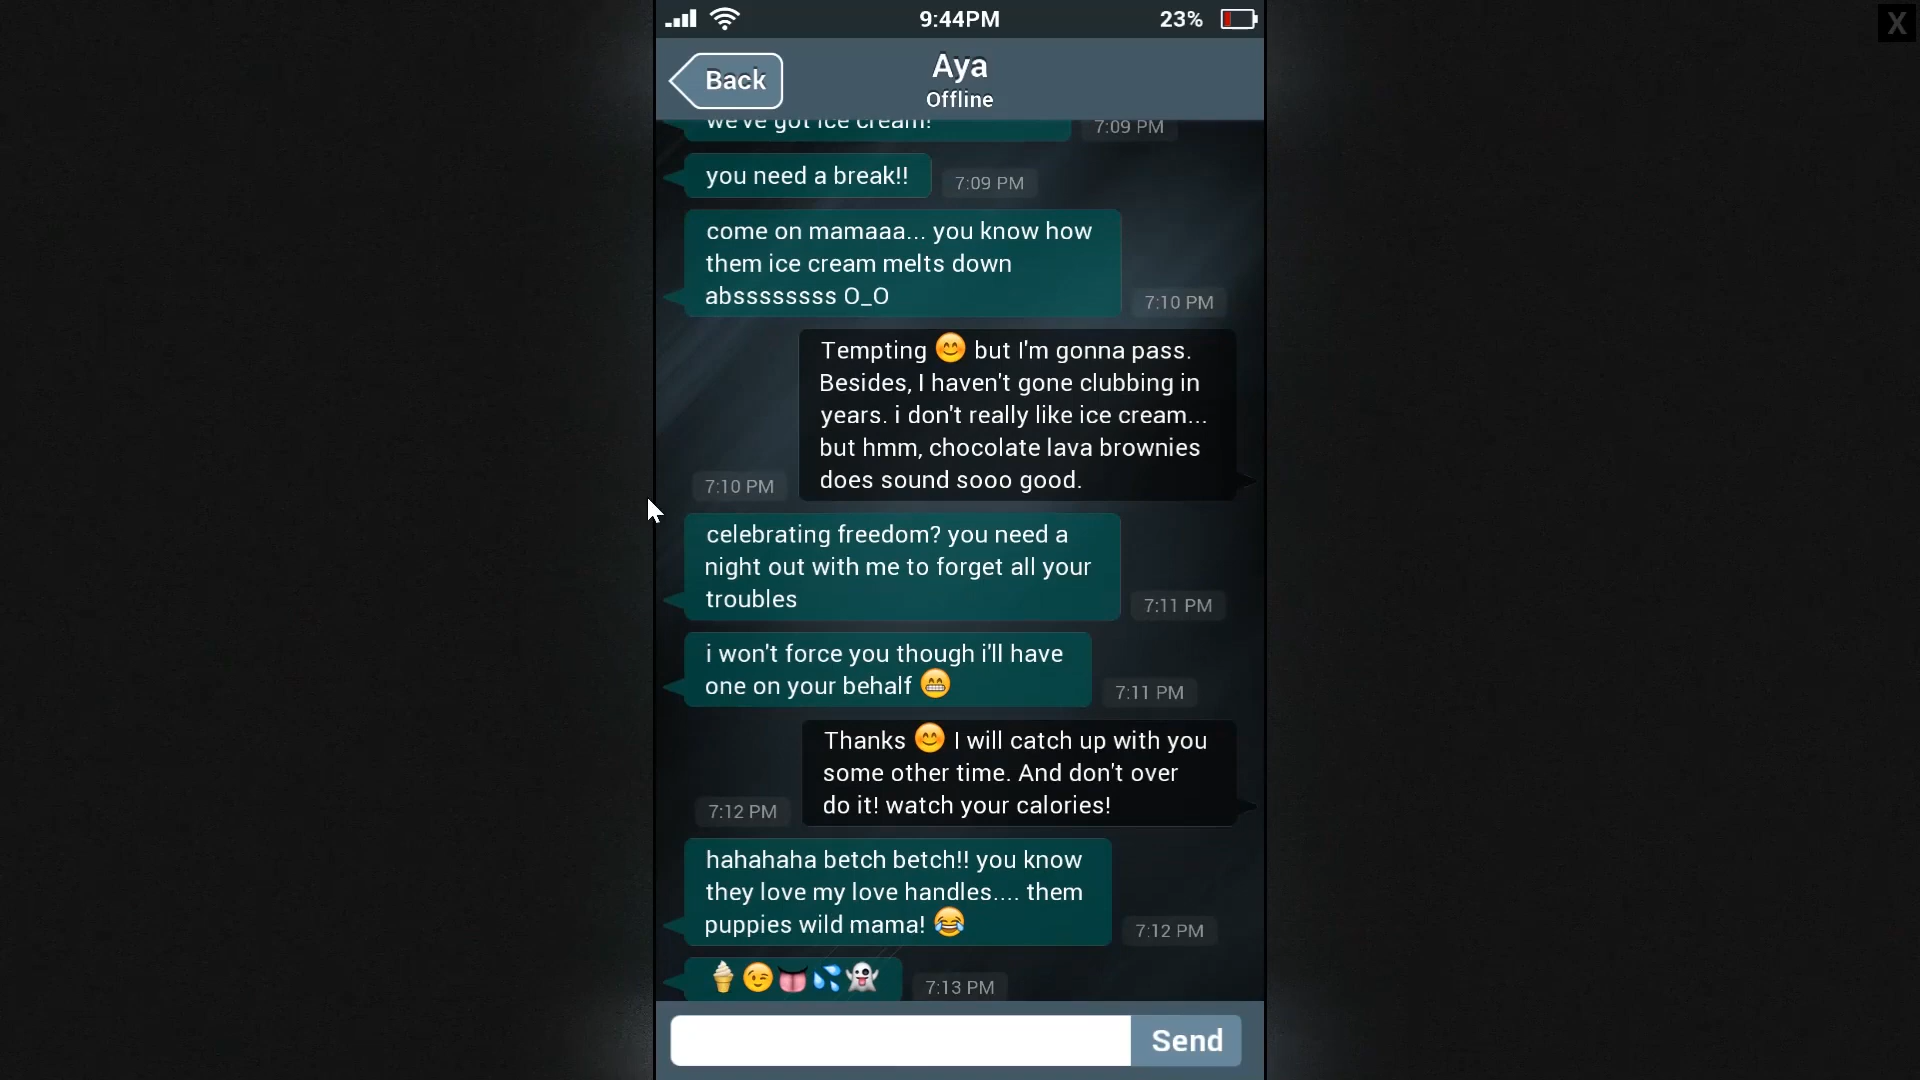 9:44PM
23%
X
Back
Aya
Offline
we've got ice cream!
7:09 PM
you need a break!!
7:09 PM
come on mamaaa... you know how
them ice cream melts down
abssssssss O_O
7:10 PM
Tempting 😊 but I'm gonna pass.
Besides, I haven't gone clubbing in
years. i don't really like ice cream...
but hmm, chocolate lava brownies
does sound sooo good.
7:10 PM
celebrating freedom? you need a
night out with me to forget all your
troubles
7:11 PM
i won't force you though i'll have
one on your behalf 😁
7:11 PM
Thanks 😊 I will catch up with you
some other time. And don't over
do it! watch your calories!
7:12 PM
hahahaha betch betch!! you know
they love my love handles.... them
puppies wild mama! 😂
7:12 PM
🍦😉👅💦👻
7:13 PM
Send